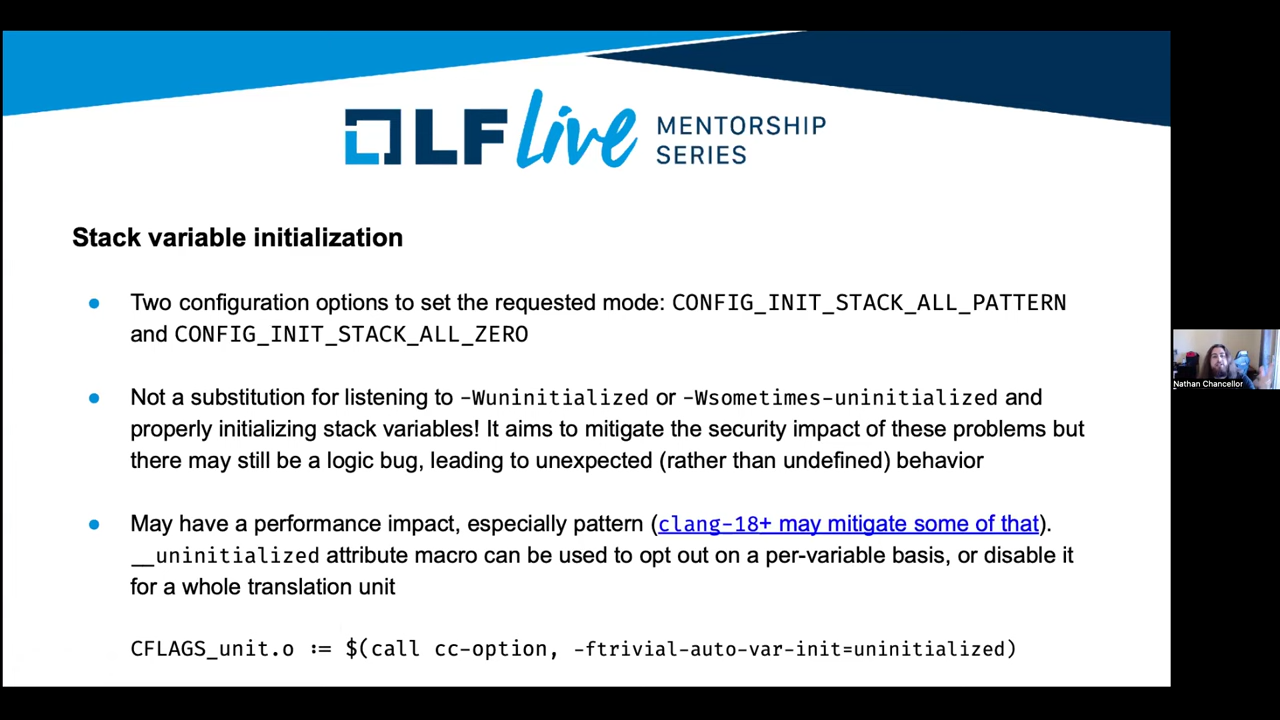 LF Live MENTORSHIP
SERIES
Stack variable initialization
● Two configuration options to set the requested mode: CONFIG_INIT_STACK_ALL_PATTERN
and CONFIG_INIT_STACK_ALL_ZERO
● Not a substitution for listening to -Wuninitialized or -Wsometimes-uninitialized and
properly initializing stack variables! It aims to mitigate the security impact of these problems but
there may still be a logic bug, leading to unexpected (rather than undefined) behavior
● May have a performance impact, especially pattern (clang-18+ may mitigate some of that).
__uninitialized attribute macro can be used to opt out on a per-variable basis, or disable it
for a whole translation unit
CFLAGS_unit.o := $(call cc-option, -ftrivial-auto-var-init=uninitialized)
Nathan Chancellor